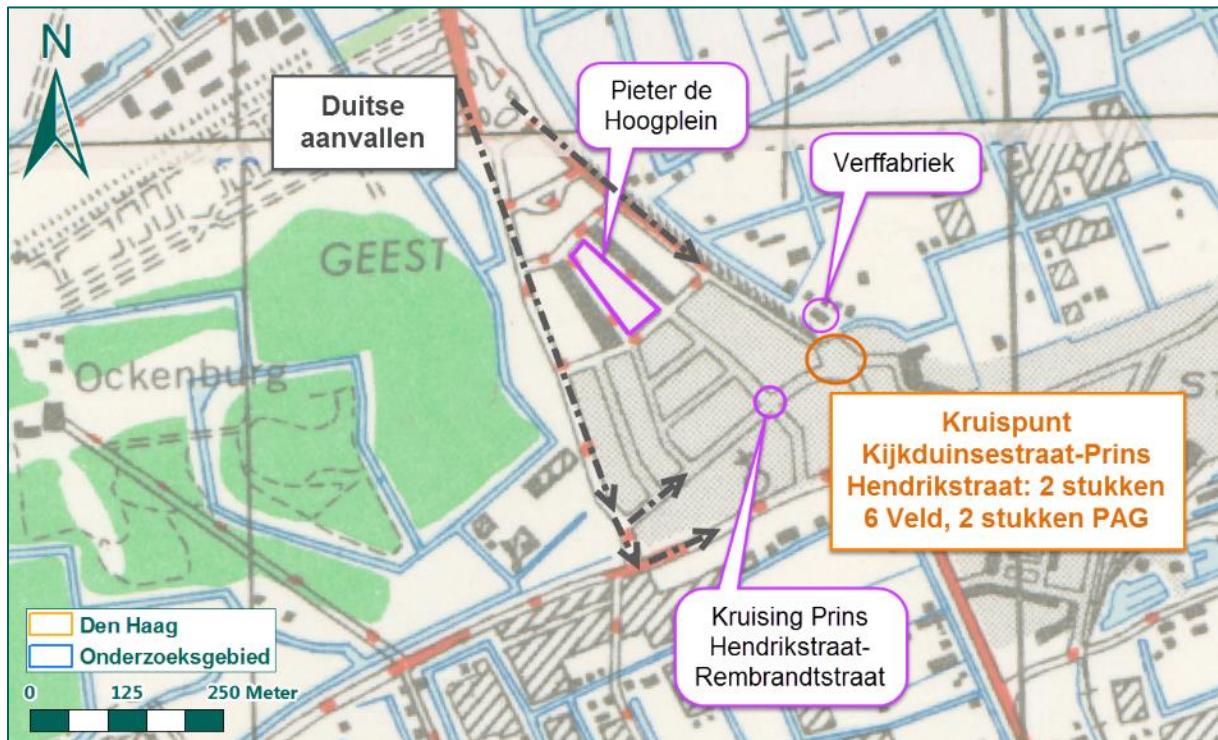 N
Duitse
aanvallen
Pieter de
Hoogplein
Verffabriek
GEEST
Ockenburg
Kruispunt
Kijkduinsestraat-Prins
Hendrikstraat: 2 stukken
6 Veld, 2 stukken PAG
Kruising Prins
Hendrikstraat-
Rembrandtstraat
Den Haag
Onderzoeksgebied
0 125 250 Meter